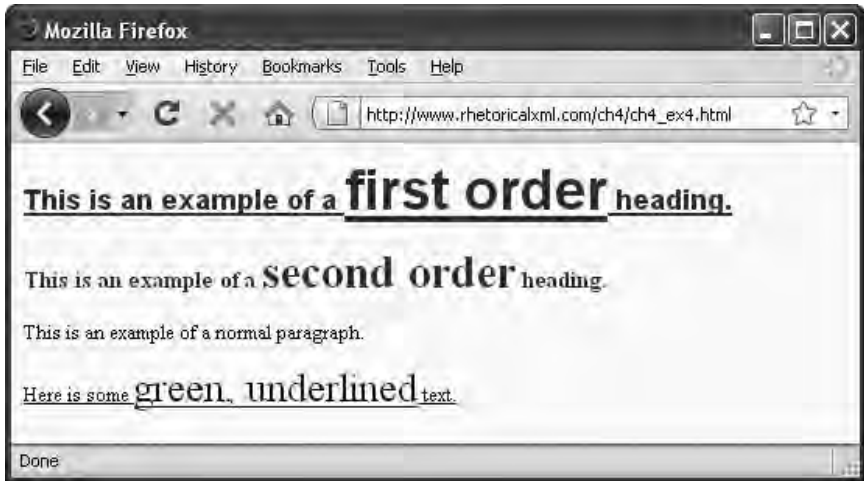 Mozilla Firefox
File Edit View History Bookmarks Tools Help
http://www.rhetoricalxml.com/ch4/ch4_ex4.html
This is an example of a first order heading.
This is an example of a second order heading.
This is an example of a normal paragraph.
Here is some green, underlined text.
Done